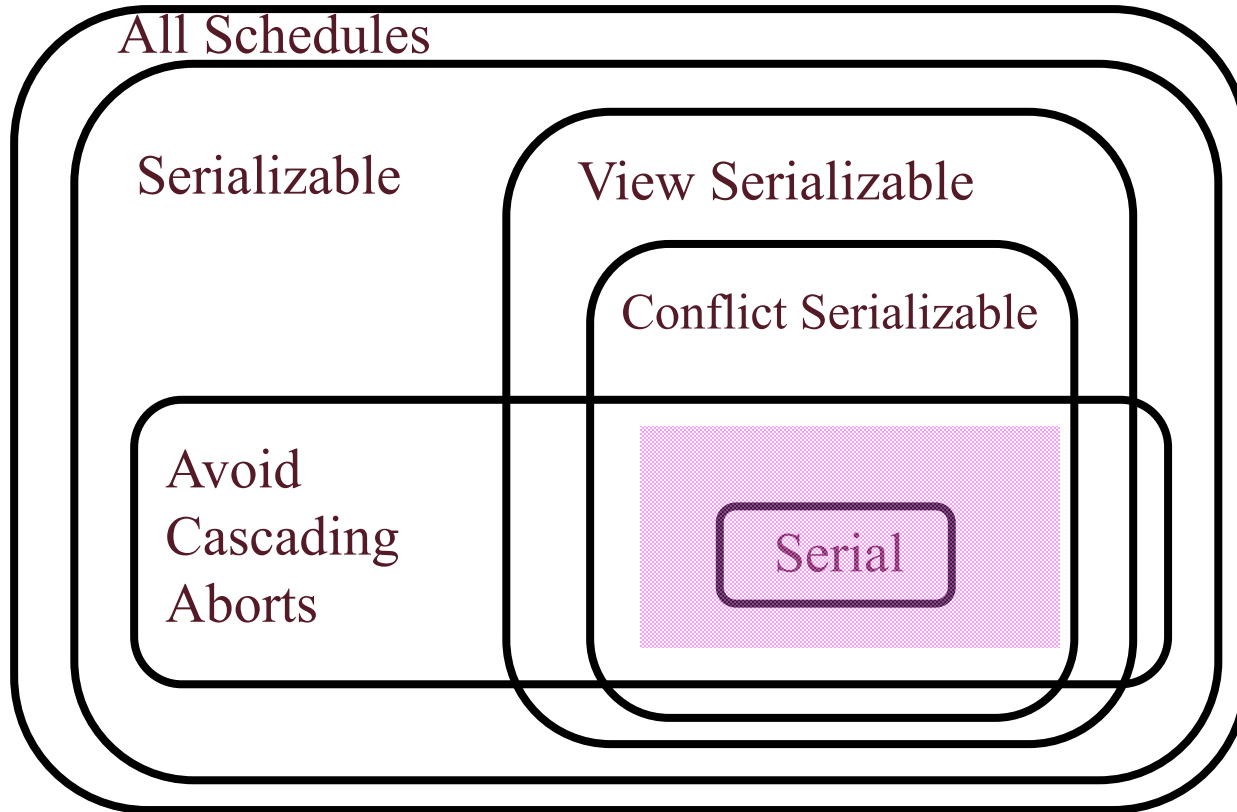 All Schedules
Serializable
View Serializable
Conflict Serializable
Avoid
Cascading
Aborts
Serial